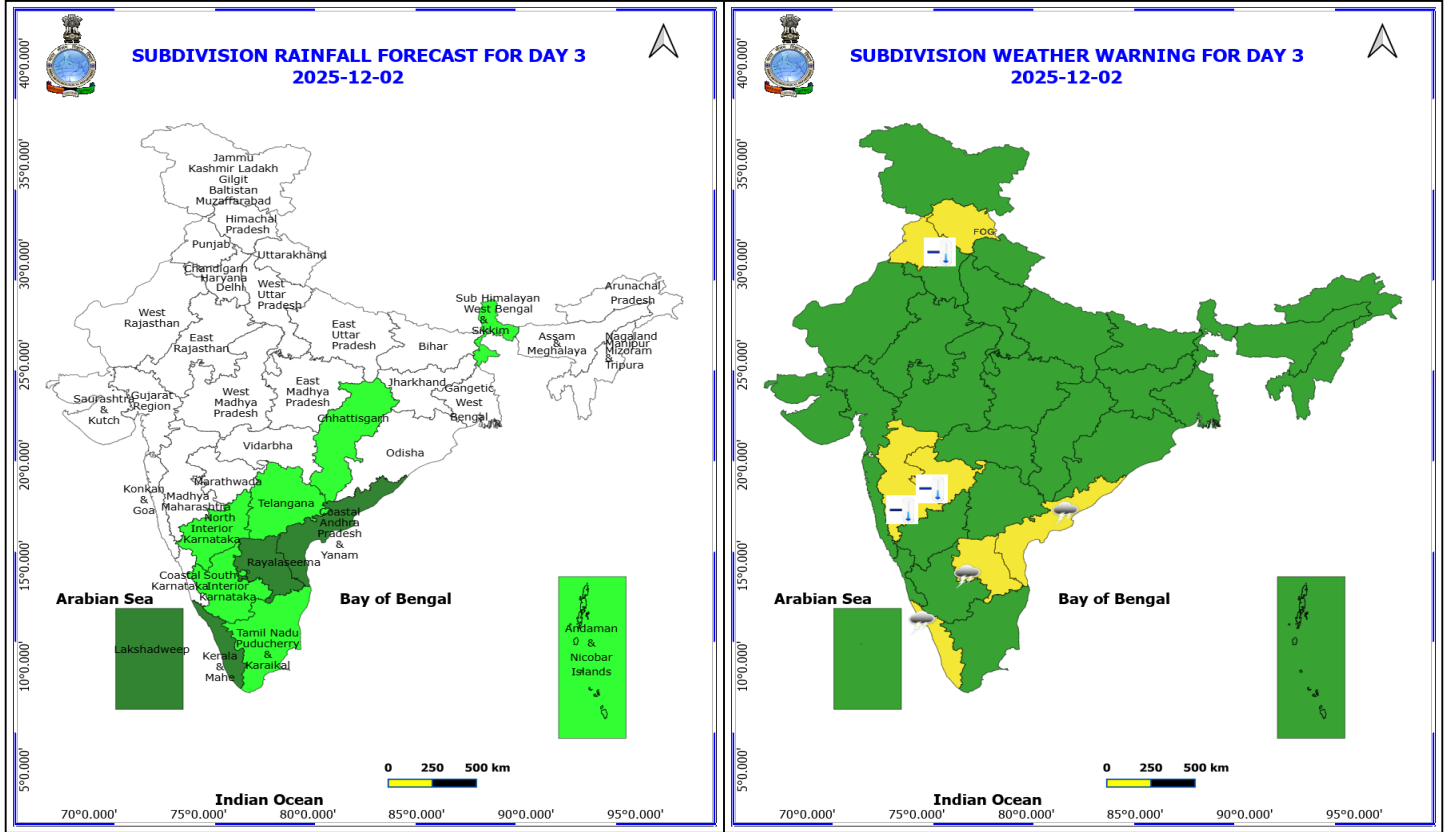 SUBDIVISION RAINFALL FORECAST FOR DAY 3
2025-12-02
40°0.000'
35°0.000'
30°0.000'
25°0.000'
20°0.000'
15°0.000'
10°0.000'
5°0.000'
Jammu
Kashmir Ladakh
Gilgit
Baltistan
Muzaffarabad
Himachal
Pradesh
Punjab
Uttarakhand
Chandigarh
Haryana
Delhi
West
Uttar
Pradesh
Arunachal
Pradesh
Sub Himalayan
West Bengal
&
Sikkim
West
Rajasthan
East
Rajasthan
East
Uttar
Pradesh
Bihar
Assam
&
Meghalaya
Nagaland
Manipur
Mizoram
&
Tripura
Saurashtra
&
Kutch
Gujarat
Region
West
Madhya
Pradesh
East
Madhya
Pradesh
Jharkhand
Gangetic
West
Bengal
Chhattisgarh
Vidarbha
Odisha
Konkan
&
Goa
Madhya
Maharashtra
Marathwada
Telangana
North
Interior
Karnataka
Coastal
Andhra
Pradesh
&
Yanam
Rayalaseema
Coastal
Karnataka
South
Interior
Karnataka
Arabian Sea
Bay of Bengal
Lakshadweep
Kerala
&
Mahe
Tamil Nadu
Puducherry
&
Karaikal
Andaman
&
Nicobar
Islands
0 250 500 km
Indian Ocean
70°0.000' 75°0.000' 80°0.000' 85°0.000' 90°0.000' 95°0.000'
SUBDIVISION WEATHER WARNING FOR DAY 3
2025-12-02
40°0.000'
35°0.000'
30°0.000'
25°0.000'
20°0.000'
15°0.000'
10°0.000'
5°0.000'
FOG
Arabian Sea
Bay of Bengal
0 250 500 km
Indian Ocean
70°0.000' 75°0.000' 80°0.000' 85°0.000' 90°0.000' 95°0.000'